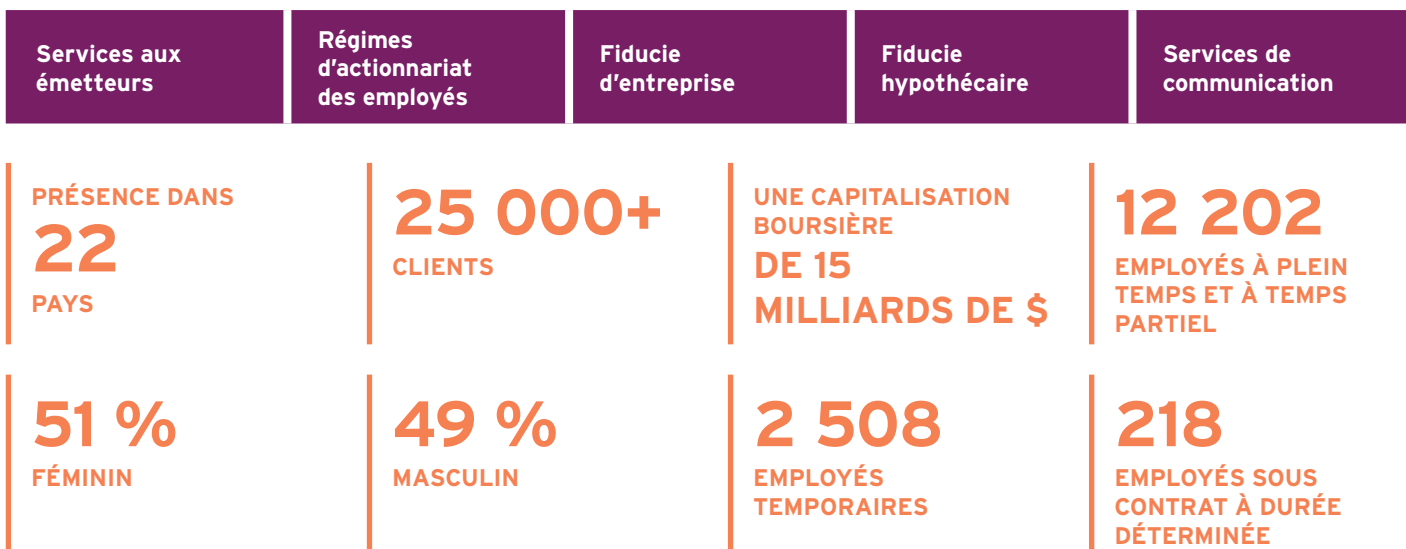 Services aux
émetteurs
Régimes
d'actionnariat
des employés
Fiducie
d'entreprise
Fiducie
hypothécaire
Services de
communication
PRÉSENCE DANS
22
PAYS
25 000+
CLIENTS
UNE CAPITALISATION
BOURSIÈRE
DE 15
MILLIARDS DE $
12 202
EMPLOYÉS À PLEIN
TEMPS ET À TEMPS
PARTIEL
51 %
FÉMININ
49 %
MASCULIN
2 508
EMPLOYÉS
TEMPORAIRES
218
EMPLOYÉS SOUS
CONTRAT À DURÉE
DÉTERMINÉE